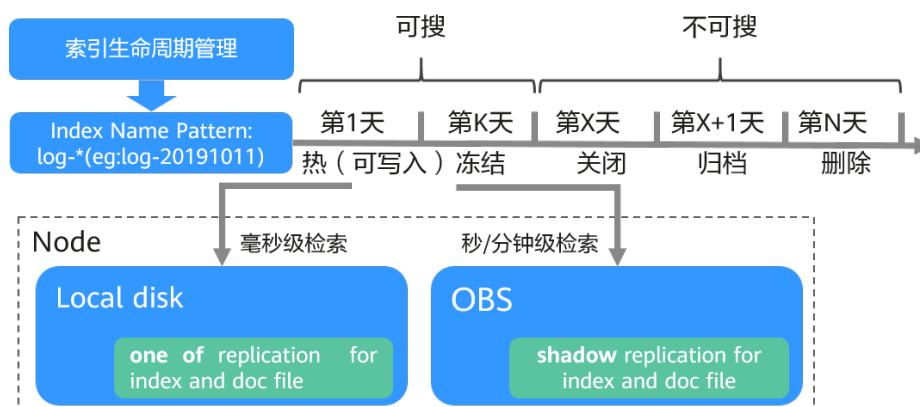 可搜
不可搜
索引生命周期管理
Index Name Pattern:
log-*(eg:log-20191011)
第1天
第K天
第X天
第X+1天
第N天
热（可写入）
冻结
关闭
归档
删除
Node
毫秒级检索
秒/分钟级检索
Local disk
one of replication for
index and doc file
OBS
shadow replication for
index and doc file